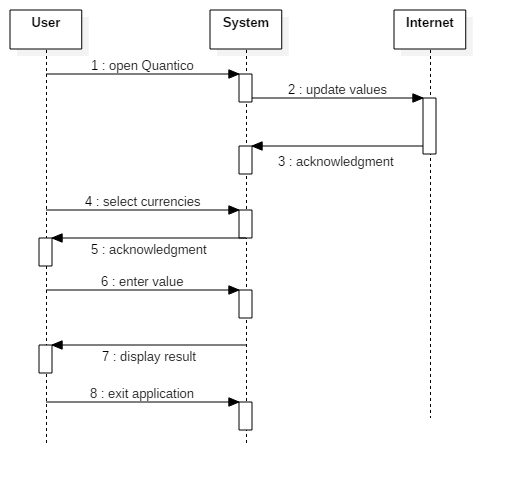 User
System
Internet
1 : open Quantico
2 : update values
3 : acknowledgment
4 : select currencies
5 : acknowledgment
6 : enter value
7 : display result
8 : exit application